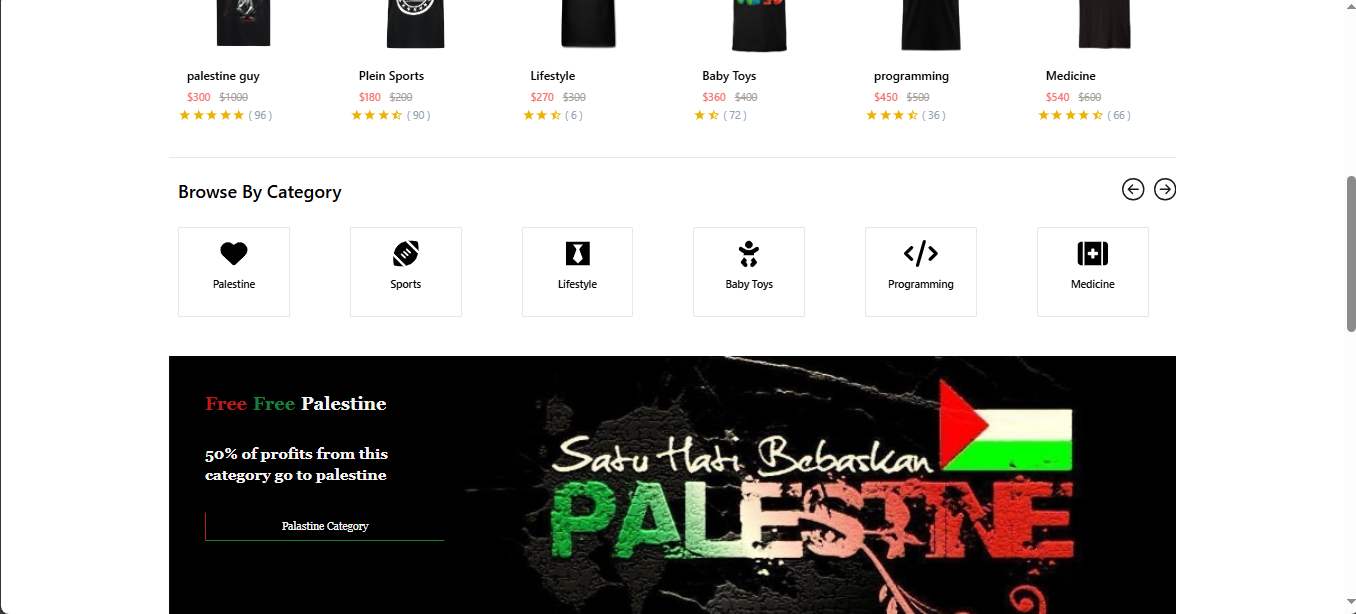 palestine guy
Plein Sports
Lifestyle
Baby Toys
programming
Medicine
$300 $1000
$180 $200
$270 $300
$360 $400
$450 $500
$540 $600
( 96 )
( 90 )
( 6 )
( 72 )
( 36 )
( 66 )
Browse By Category
Palestine
Sports
Lifestyle
Baby Toys
Programming
Medicine
Free Free Palestine
50% of profits from this
category go to palestine
Palastine Category
Satu Hati Bebaskan
PALESTINE